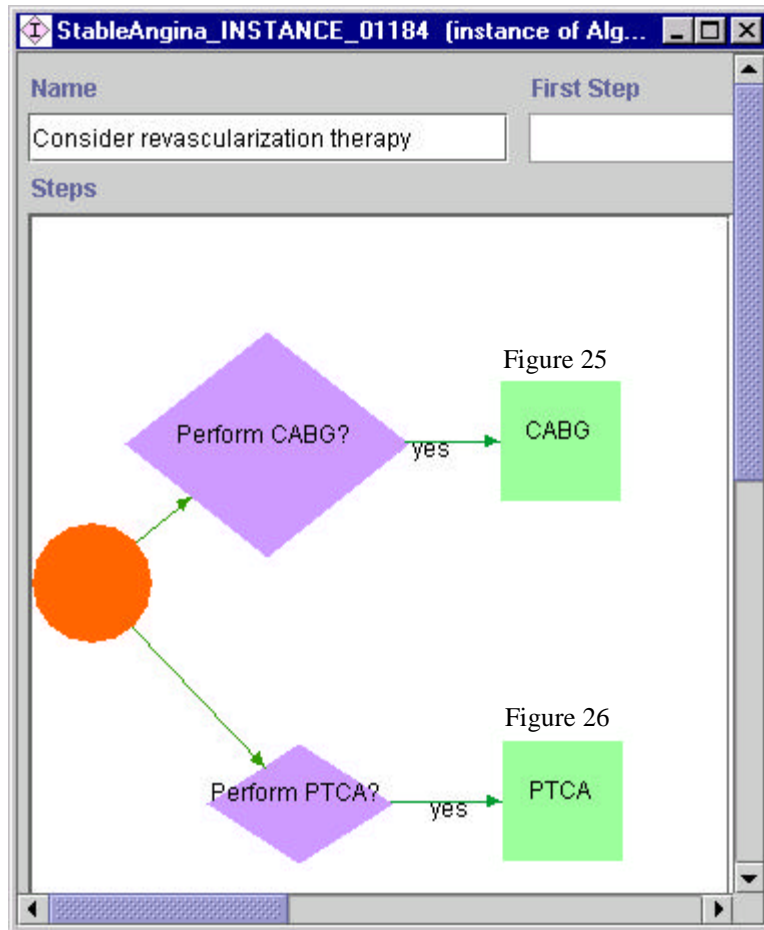 StableAngina_INSTANCE_01184 (instance of Alg...
Name
First Step
Consider revascularization therapy
Steps
Figure 25
Perform CABG?
yes
CABG
Figure 26
Perform PTCA?
yes
PTCA